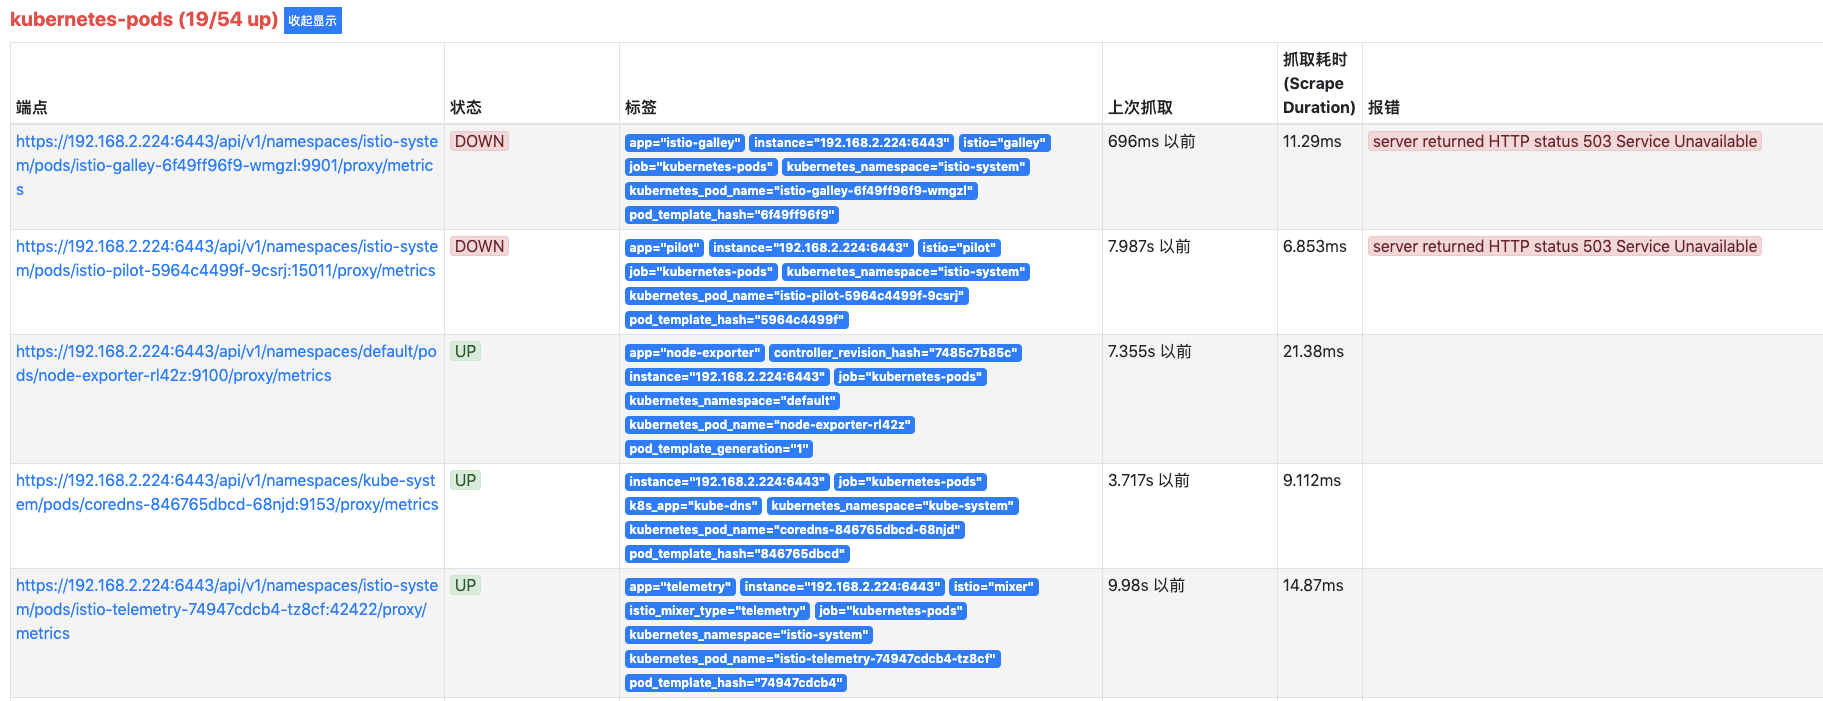 kubernetes-pods (19/54 up) 收起显示
端点 状态 标签 上次抓取 抓取耗时 (Scrape Duration) 报错
https://192.168.2.224:6443/api/v1/namespaces/istio-syste
m/pods/istio-galley-6f49ff96f9-wmgzl:9901/proxy/metric
s
DOWN
app="istio-galley" instance="192.168.2.224:6443" istio="galley"
job="kubernetes-pods" kubernetes_namespace="istio-system"
kubernetes_pod_name="istio-galley-6f49ff96f9-wmgzl"
pod_template_hash="6f49ff96f9"
696ms 以前
11.29ms
server returned HTTP status 503 Service Unavailable
https://192.168.2.224:6443/api/v1/namespaces/istio-syste
m/pods/istio-pilot-5964c4499f-9csrj:15011/proxy/metrics
DOWN
app="pilot" instance="192.168.2.224:6443" istio="pilot"
job="kubernetes-pods" kubernetes_namespace="istio-system"
kubernetes_pod_name="istio-pilot-5964c4499f-9csrj"
pod_template_hash="5964c4499f"
7.987s 以前
6.853ms
server returned HTTP status 503 Service Unavailable
https://192.168.2.224:6443/api/v1/namespaces/default/po
ds/node-exporter-rl42z:9100/proxy/metrics
UP
app="node-exporter" controller_revision_hash="7485c7b85c"
instance="192.168.2.224:6443" job="kubernetes-pods"
kubernetes_namespace="default"
kubernetes_pod_name="node-exporter-rl42z"
pod_template_generation="1"
7.355s 以前
21.38ms
https://192.168.2.224:6443/api/v1/namespaces/kube-syst
em/pods/coredns-846765dbcd-68njd:9153/proxy/metrics
UP
instance="192.168.2.224:6443" job="kubernetes-pods"
k8s_app="kube-dns" kubernetes_namespace="kube-system"
kubernetes_pod_name="coredns-846765dbcd-68njd"
pod_template_hash="846765dbcd"
3.717s 以前
9.112ms
https://192.168.2.224:6443/api/v1/namespaces/istio-syste
m/pods/istio-telemetry-74947cdcb4-tz8cf:42422/proxy/
metrics
UP
app="telemetry" instance="192.168.2.224:6443" istio="mixer"
istio_mixer_type="telemetry" job="kubernetes-pods"
kubernetes_namespace="istio-system"
kubernetes_pod_name="istio-telemetry-74947cdcb4-tz8cf"
pod_template_hash="74947cdcb4"
9.98s 以前
14.87ms